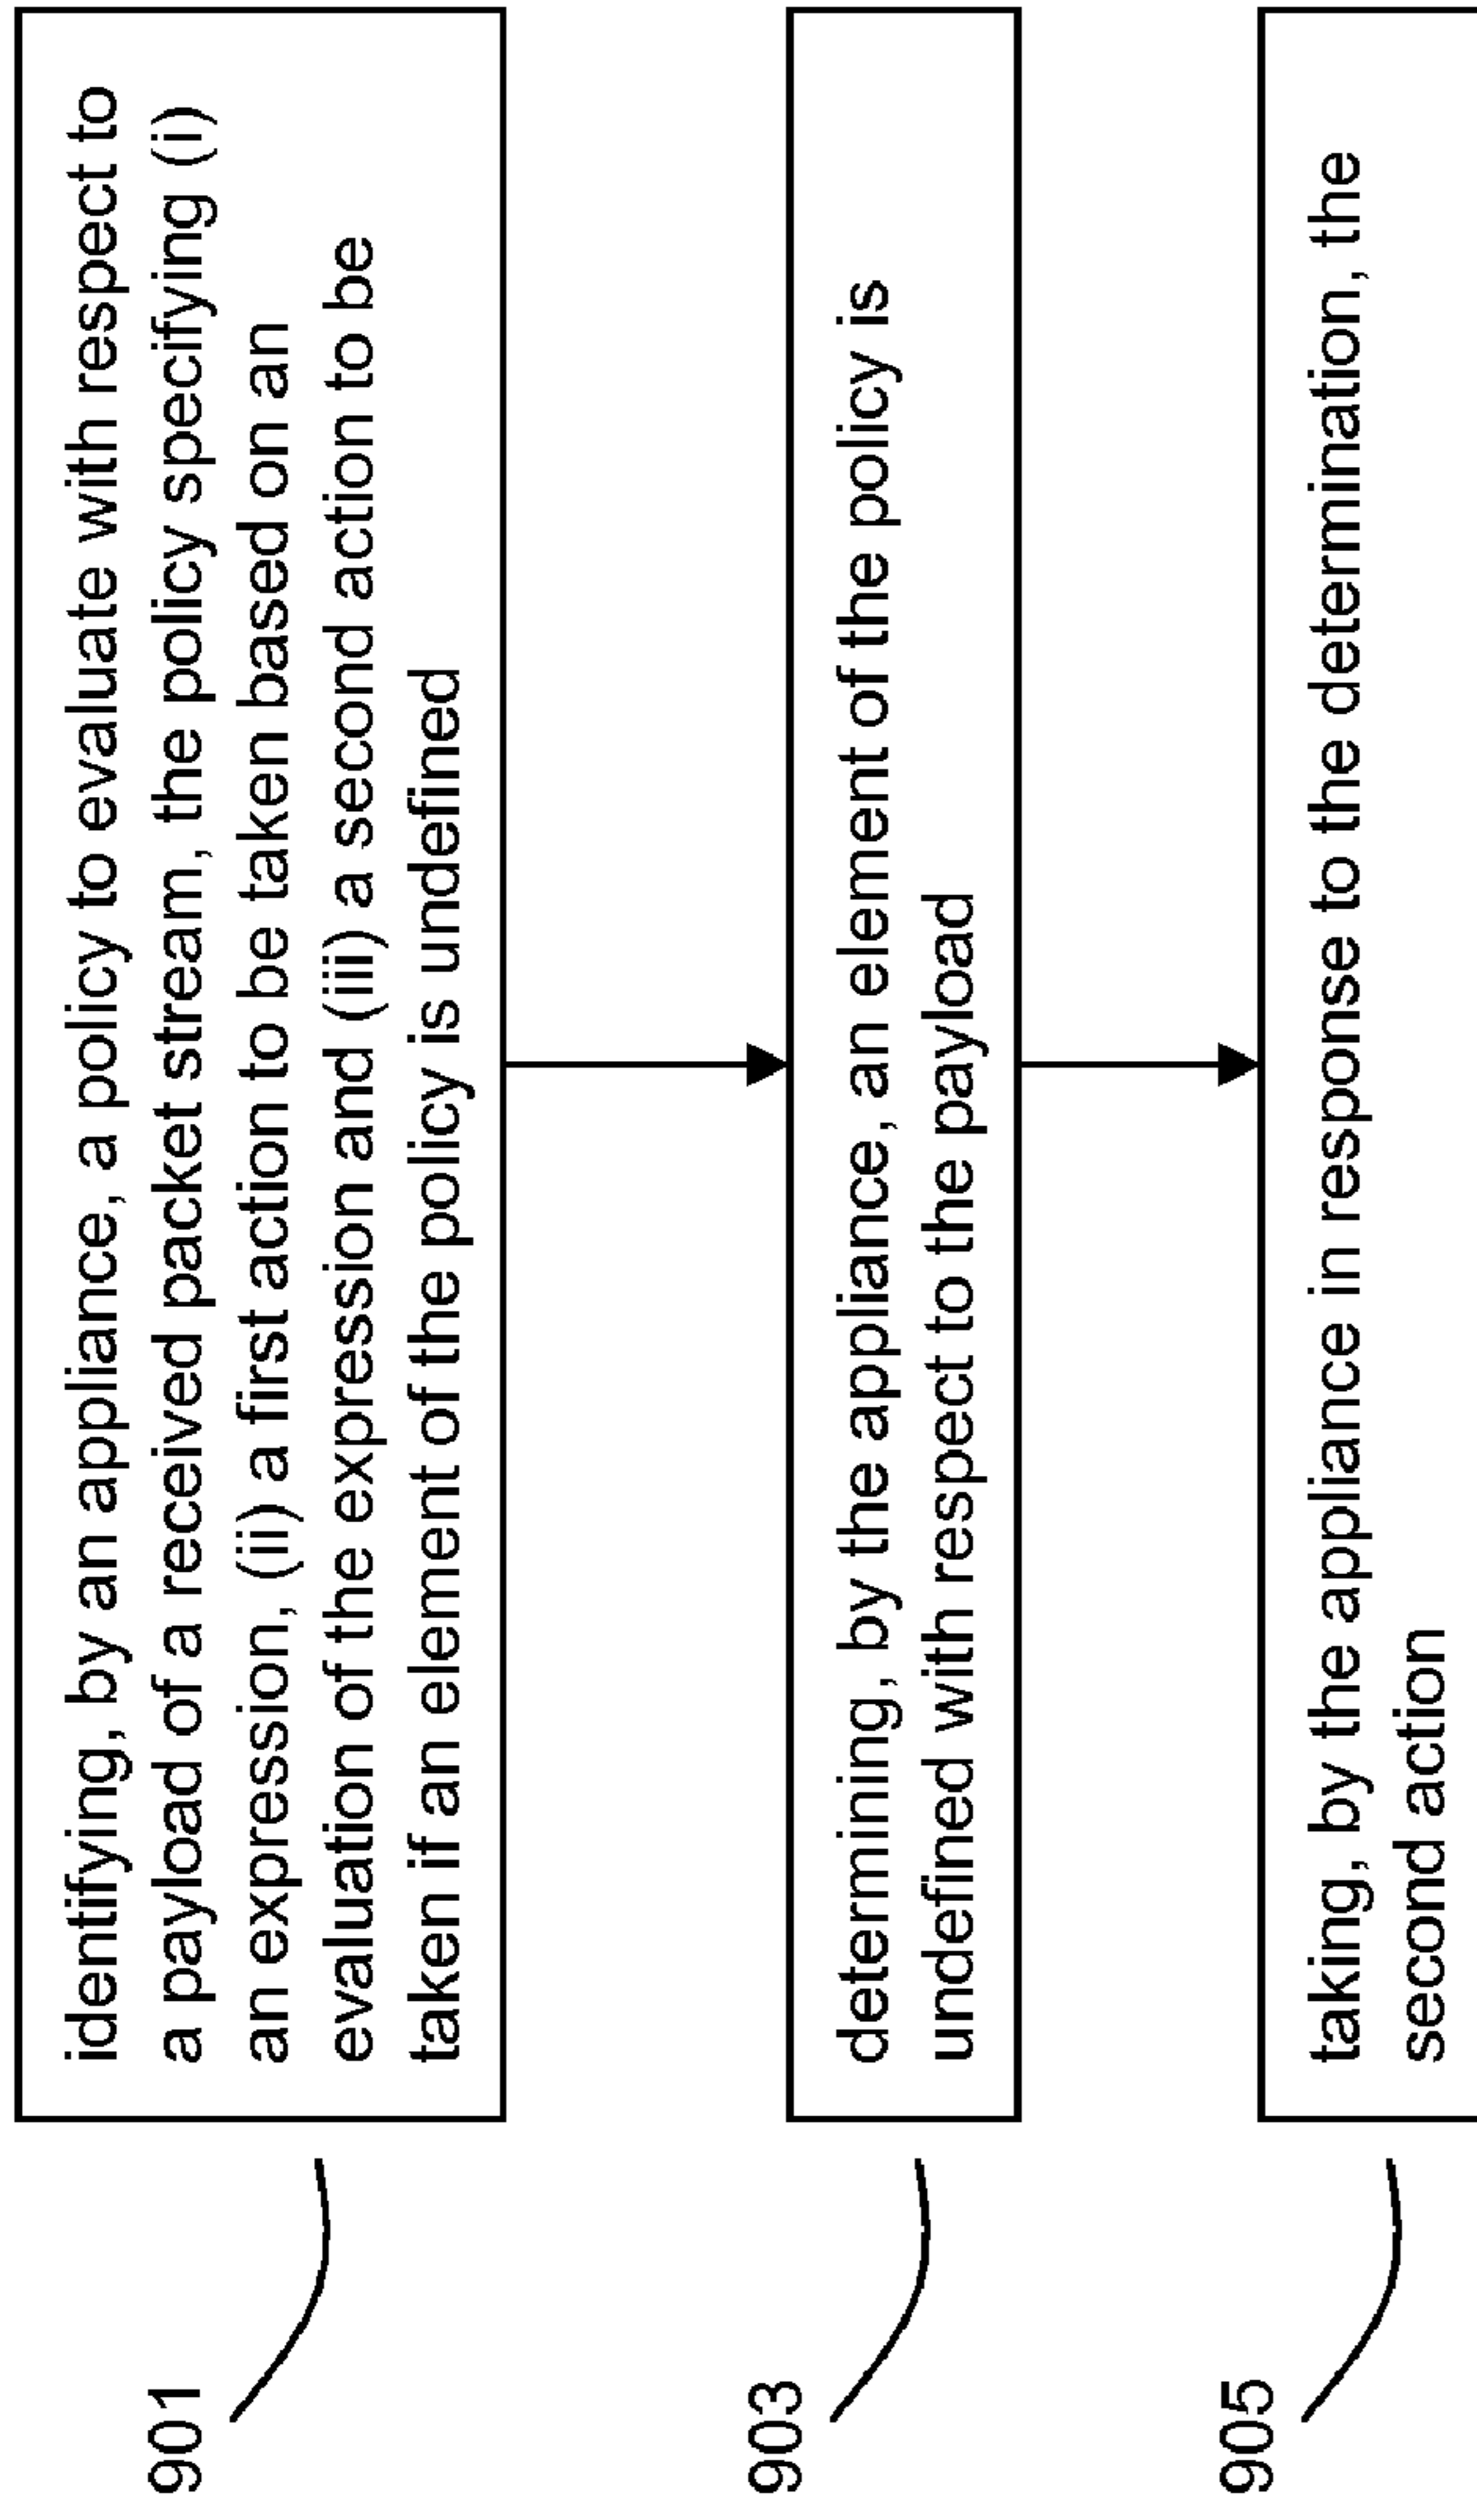 901
identifying, by an appliance, a policy to evaluate with respect to
a payload of a received packet stream, the policy specifying (i)
an expression, (ii) a first action to be taken based on an
evaluation of the expression and (iii) a second action to be
taken if an element of the policy is undefined
903
determining, by the appliance, an element of the policy is
undefined with respect to the payload
905
taking, by the appliance in response to the determination, the
second action